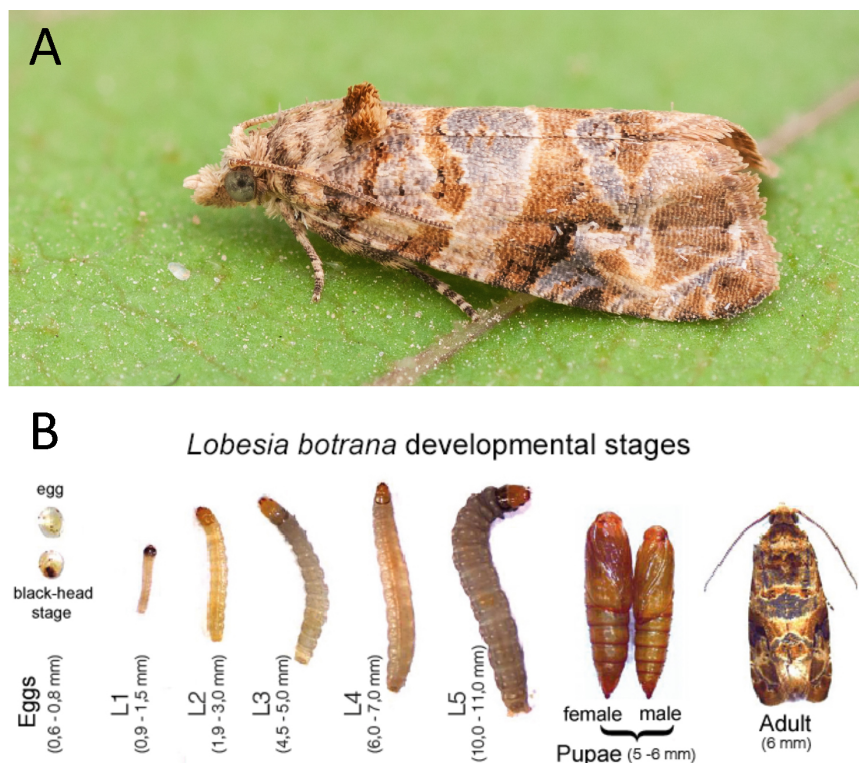 A
B
Lobesia botrana developmental stages
egg
black-head
stage
Eggs
(0,6 - 0,8 mm)
L1
(0,9 - 1,5 mm)
L2
(1,9 - 3,0 mm)
L3
(4,5 - 5,0 mm)
L4
(6,0 - 7,0 mm)
L5
(10,0 - 11,0 mm)
female male
Pupae (5 -6 mm)
Adult
(6 mm)